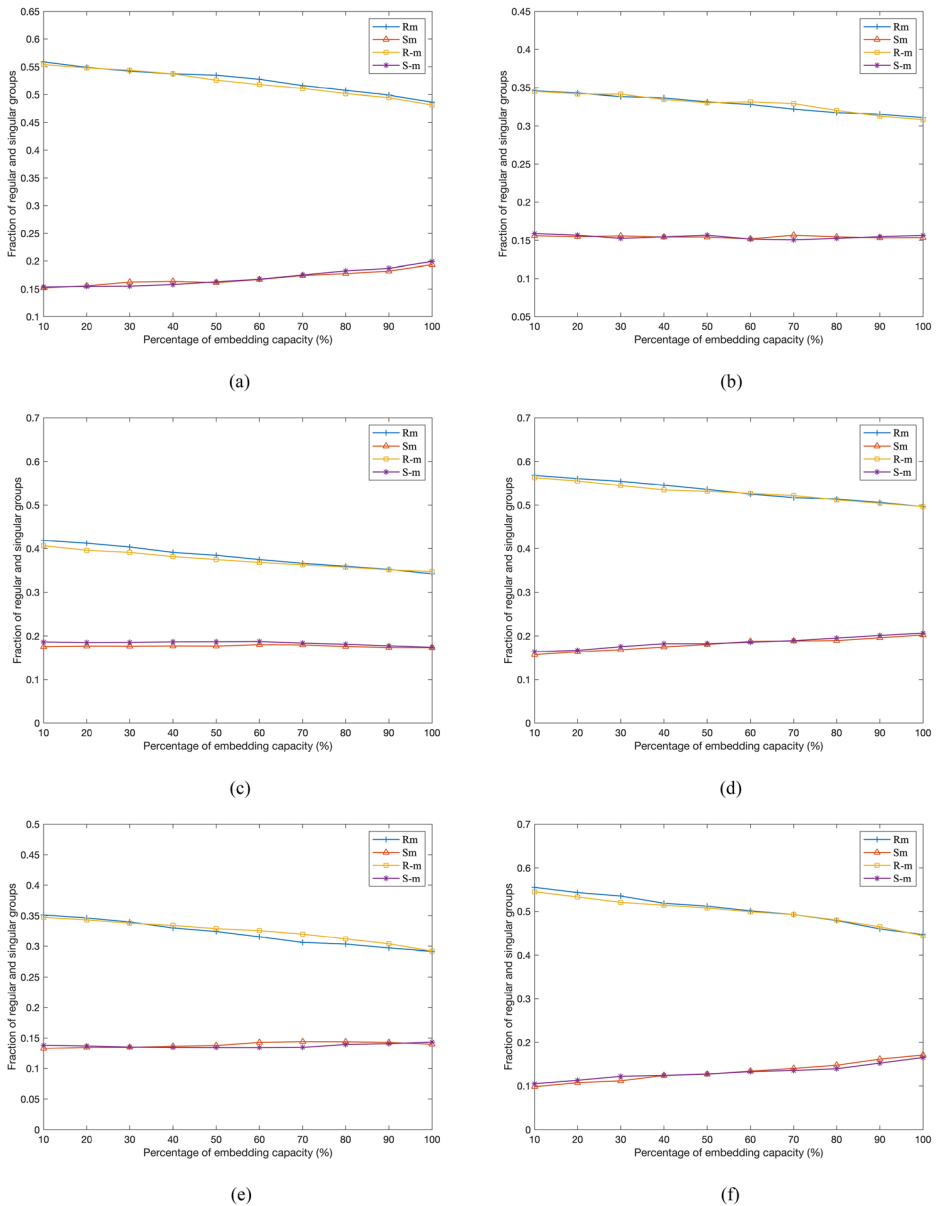 0.65
0.6
0.55
0.5
0.45
0.4
0.35
0.3
0.25
0.2
0.15
0.1
Fraction of regular and singular groups
Rm
Sm
R-m
S-m
10 20 30 40 50 60 70 80 90 100
Percentage of embedding capacity (%)
(a)
0.45
0.4
0.35
0.3
0.25
0.2
0.15
0.1
0.05
Fraction of regular and singular groups
Rm
Sm
R-m
S-m
10 20 30 40 50 60 70 80 90 100
Percentage of embedding capacity (%)
(b)
0.7
0.6
0.5
0.4
0.3
0.2
0.1
0
Fraction of regular and singular groups
Rm
Sm
R-m
S-m
10 20 30 40 50 60 70 80 90 100
Percentage of embedding capacity (%)
(c)
0.7
0.6
0.5
0.4
0.3
0.2
0.1
0
Fraction of regular and singular groups
Rm
Sm
R-m
S-m
10 20 30 40 50 60 70 80 90 100
Percentage of embedding capacity (%)
(d)
0.5
0.45
0.4
0.35
0.3
0.25
0.2
0.15
0.1
0.05
0
Fraction of regular and singular groups
Rm
Sm
R-m
S-m
10 20 30 40 50 60 70 80 90 100
Percentage of embedding capacity (%)
(e)
0.7
0.6
0.5
0.4
0.3
0.2
0.1
0
Fraction of regular and singular groups
Rm
Sm
R-m
S-m
10 20 30 40 50 60 70 80 90 100
Percentage of embedding capacity (%)
(f)